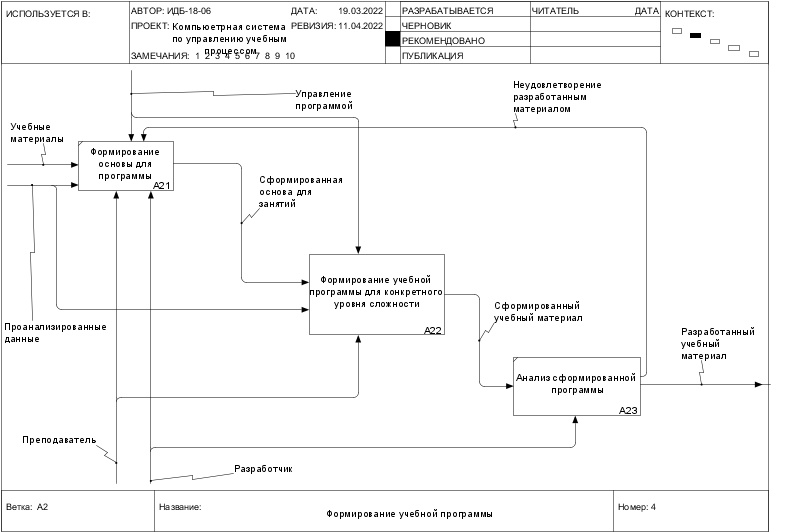 ИСПОЛЬЗУЕТСЯ В:
АВТОР: ИДБ-18-06
ДАТА: 19.03.2022
РАЗРАБАТЫВАЕТСЯ
ЧИТАТЕЛЬ
ДАТА
КОНТЕКСТ:
ПРОЕКТ: Компьюетрная система
по управлению учебным
процессом
РЕВИЗИЯ: 11.04.2022
ЧЕРНОВИК
РЕКОМЕНДОВАНО
ЗАМЕЧАНИЯ: 1 2 3 4 5 6 7 8 9 10
ПУБЛИКАЦИЯ
Управление
программой
Неудовлетворение
разработанным
материалом
Учебные
материалы
Формирование
основы для
программы
A21
Сформированная
основа для
занятий
Формирование учебной
программы для конкретного
уровня сложности
A22
Проанализированные
данные
Сформированный
учебный материал
Разработанный
учебный
материал
Анализ сформированной
программы
A23
Преподаватель
Разработчик
Ветка: A2
Название:
Формирование учебной программы
Номер: 4